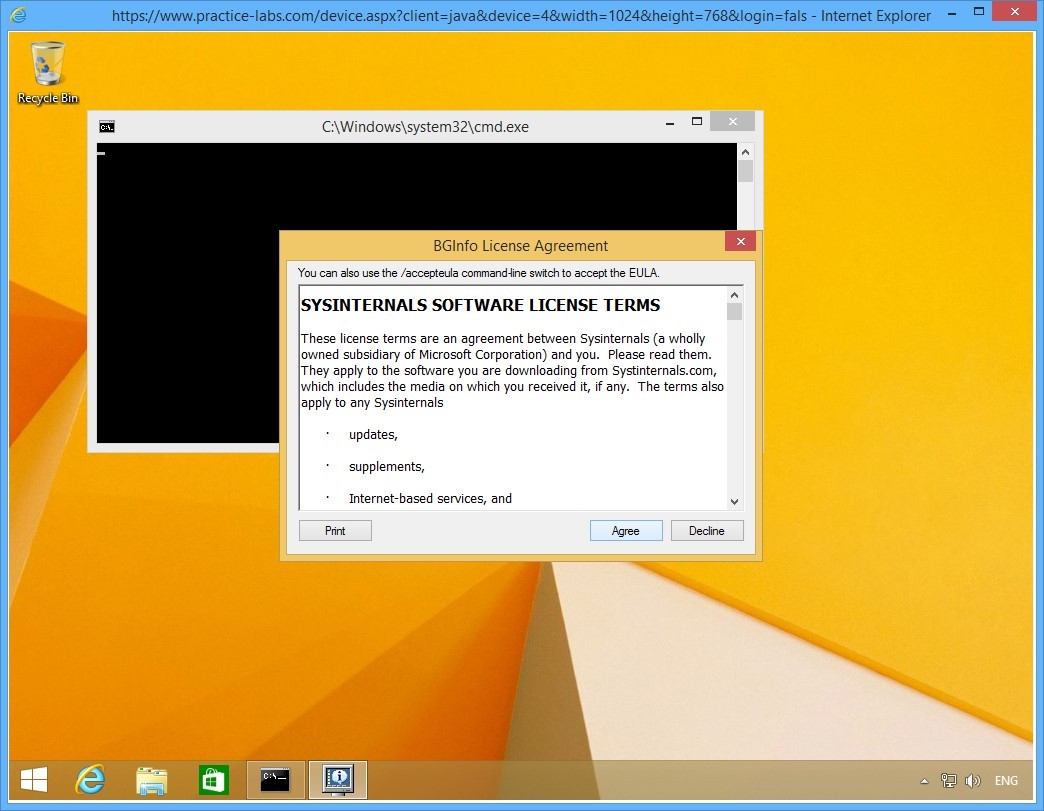 https://www.practice-labs.com/device.aspx?client=java&device=4&width=1024&height=768&login=fals - Internet Explorer
Recycle Bin
C:\Windows\system32\cmd.exe
BGInfo License Agreement
You can also use the /accepteula command-line switch to accept the EULA.
SYSINTERNALS SOFTWARE LICENSE TERMS
These license terms are an agreement between Sysinternals (a wholly
owned subsidiary of Microsoft Corporation) and you.  Please read them.
They apply to the software you are downloading from Systinternals.com,
which includes the media on which you received it, if any.  The terms also
apply to any Sysinternals
· updates,
· supplements,
· Internet-based services, and
Print Agree Decline
ENG